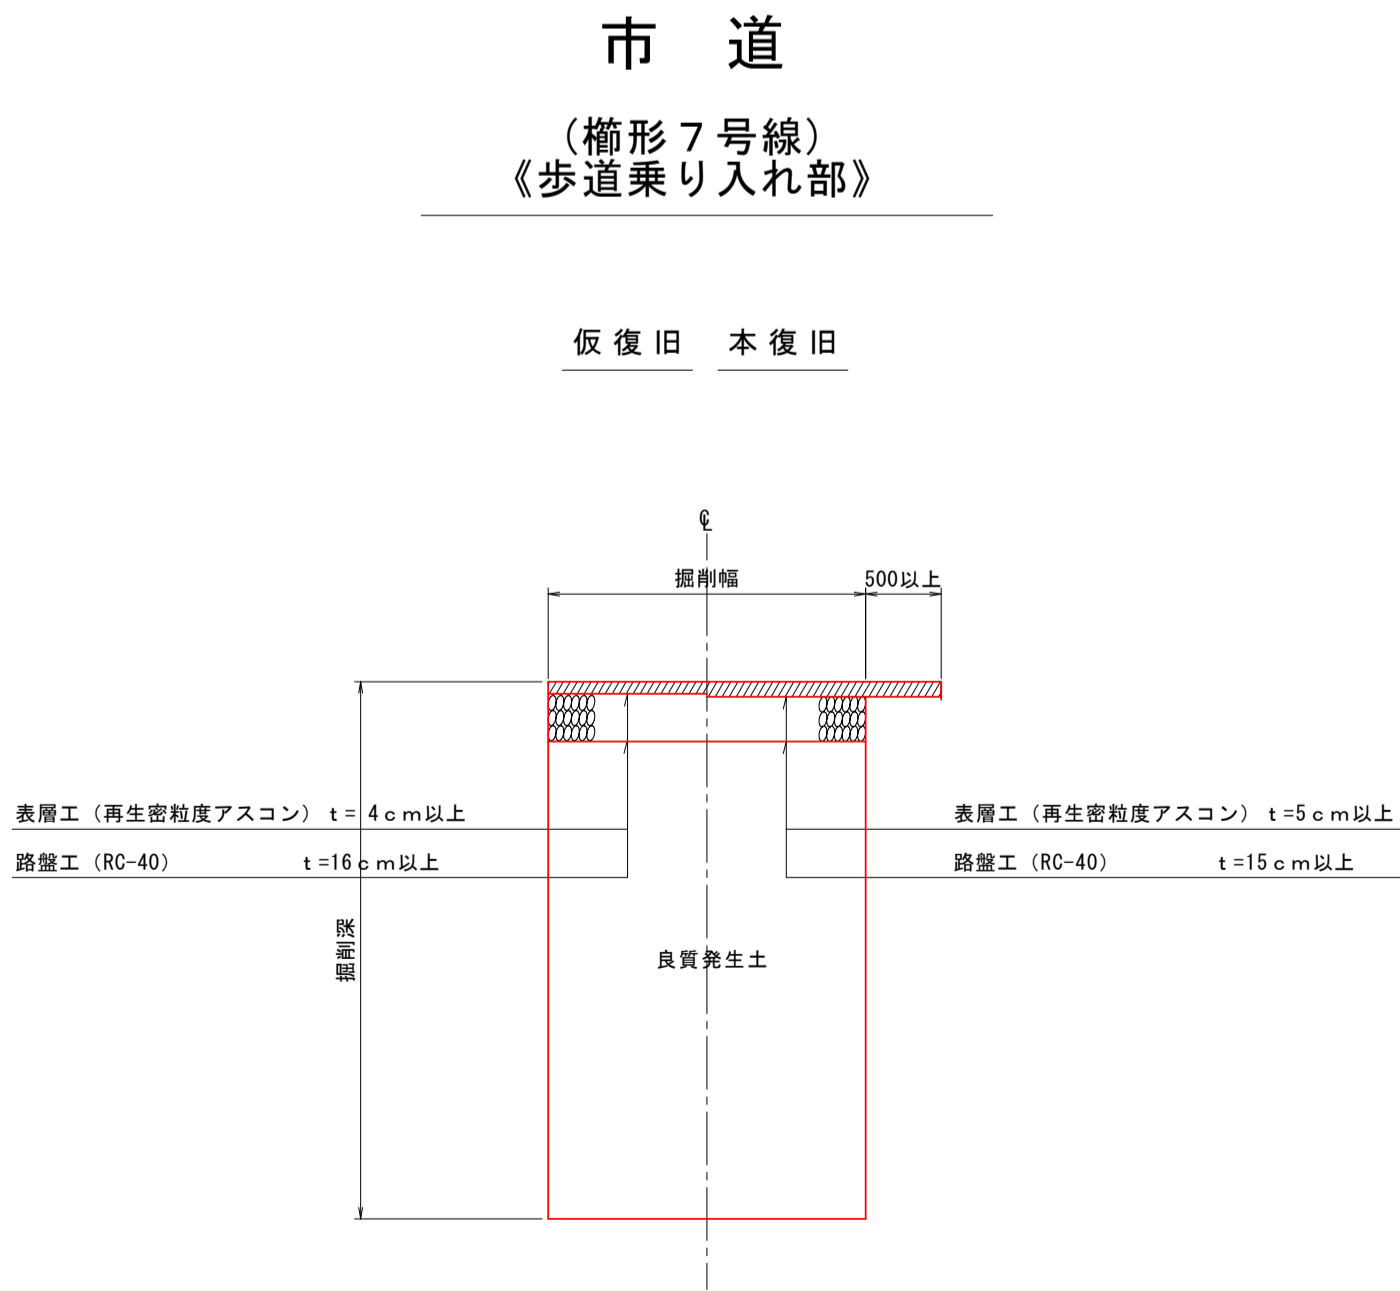 市 道
（櫛形７号線）
《歩道乗り入れ部》
仮復旧 本復旧
℄
掘削幅 500以上
表層工（再生密粒度アスコン） ｔ= 4ｃｍ以上
路盤工（RC-40） ｔ=16ｃｍ以上
表層工（再生密粒度アスコン） ｔ=5ｃｍ以上
路盤工（RC-40） ｔ=15ｃｍ以上
掘削深
良質発生土